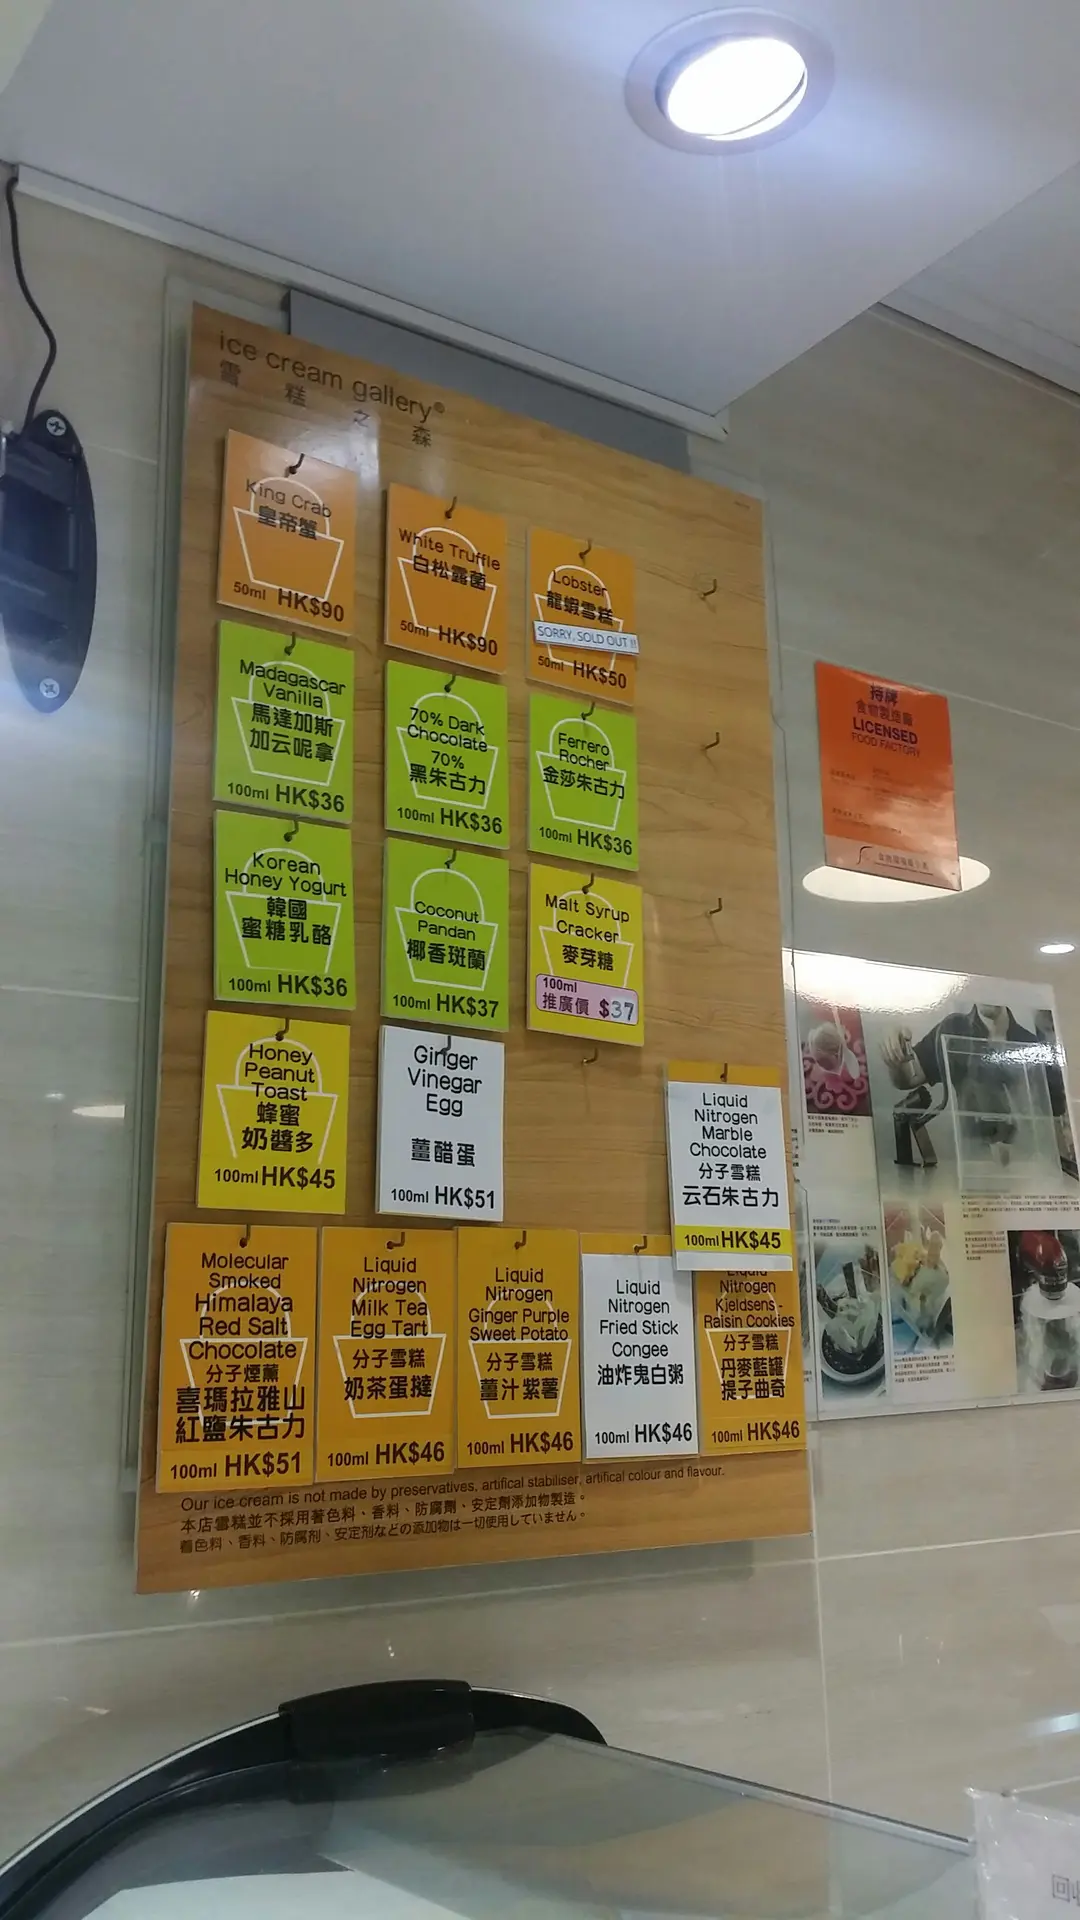 ice cream gallery®
雪糕之森
King Crab
皇帝蟹
50ml HK$90
White Truffle
白松露菌
50ml HK$90
Lobster
龍蝦雪糕
SORRY, SOLD OUT !!
50ml HK$50
Madagascar
Vanilla
馬達加斯
加云呢拿
100ml HK$36
70% Dark
Chocolate
70%
黑朱古力
100ml HK$36
Ferrero
Rocher
金莎朱古力
100ml HK$36
Korean
Honey Yogurt
韓國
蜜糖乳酪
100ml HK$36
Coconut
Pandan
椰香斑蘭
100ml HK$37
Malt Syrup
Cracker
麥芽糖
100ml
推廣價 $37
Honey
Peanut
Toast
蜂蜜
奶醬多
100ml HK$45
Ginger
Vinegar
Egg
薑醋蛋
100ml HK$51
Liquid
Nitrogen
Marble
Chocolate
分子雪糕
云石朱古力
100ml HK$45
Molecular
Smoked
Himalaya
Red Salt
Chocolate
分子煙薰
喜瑪拉雅山
紅鹽朱古力
100ml HK$51
Liquid
Nitrogen
Milk Tea
Egg Tart
分子雪糕
奶茶蛋撻
100ml HK$46
Liquid
Nitrogen
Ginger Purple
Sweet Potato
分子雪糕
薑汁紫薯
100ml HK$46
Liquid
Nitrogen
Fried Stick
Congee
油炸鬼白粥
100ml HK$46
Liquid
Nitrogen
Kjeldsens -
Raisin Cookies
分子雪糕
丹麥藍罐
提子曲奇
100ml HK$46
Our ice cream is not made by preservatives, artifical stabiliser, artifical colour and flavour.
本店雪糕並不採用著色料、香料、防腐劑、安定劑添加物製造。
着色料、香料、防腐剤、安定剤などの添加物は一切使用していません。
持牌
食物製造廠
LICENSED
FOOD FACTORY
回收